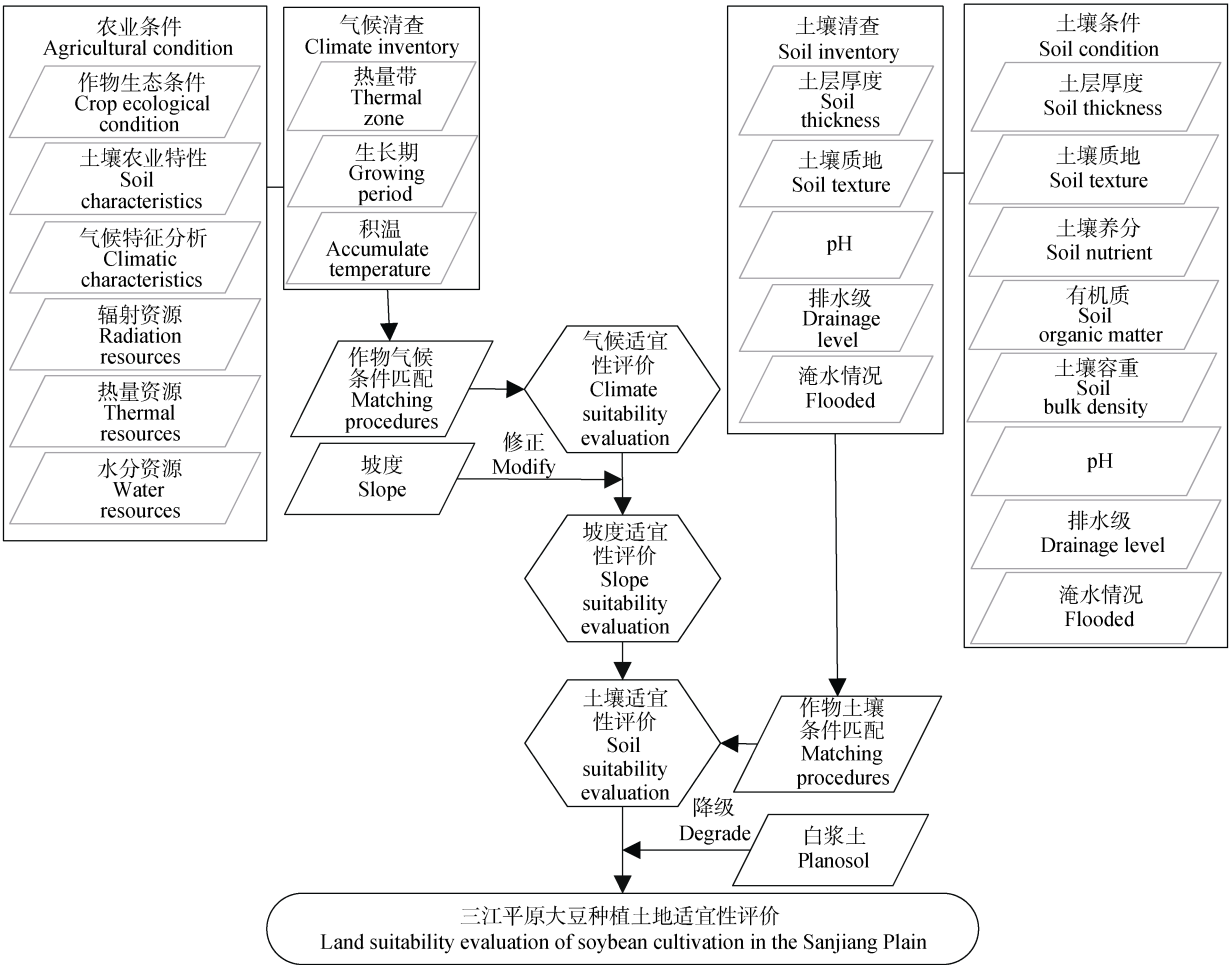 农业条件
Agricultural condition
作物生态条件
Crop ecological
condition
土壤农业特性
Soil
characteristics
气候特征分析
Climatic
characteristics
辐射资源
Radiation
resources
热量资源
Thermal
resources
水分资源
Water
resources
气候清查
Climate inventory
热量带
Thermal
zone
生长期
Growing
period
积温
Accumulate
temperature
作物气候
条件匹配
Matching
procedures
坡度
Slope
修正
Modify
气候适宜
性评价
Climate
suitability
evaluation
坡度适宜
性评价
Slope
suitability
evaluation
土壤适宜
性评价
Soil
suitability
evaluation
土壤清查
Soil inventory
土层厚度
Soil
thickness
土壤质地
Soil texture
pH
排水级
Drainage
level
淹水情况
Flooded
土壤条件
Soil condition
土层厚度
Soil thickness
土壤质地
Soil texture
土壤养分
Soil nutrient
有机质
Soil
organic matter
土壤容重
Soil
bulk density
pH
排水级
Drainage level
淹水情况
Flooded
作物土壤
条件匹配
Matching
procedures
降级
Degrade
白浆土
Planosol
三江平原大豆种植土地适宜性评价
Land suitability evaluation of soybean cultivation in the Sanjiang Plain